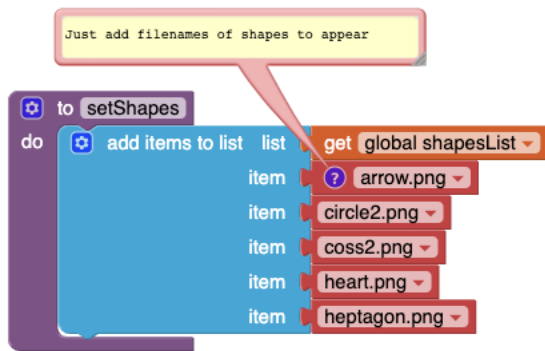 Just add filenames of shapes to appear
to setShapes
do add items to list list get global shapesList
item ? arrow.png
item circle2.png
item coss2.png
item heart.png
item heptagon.png